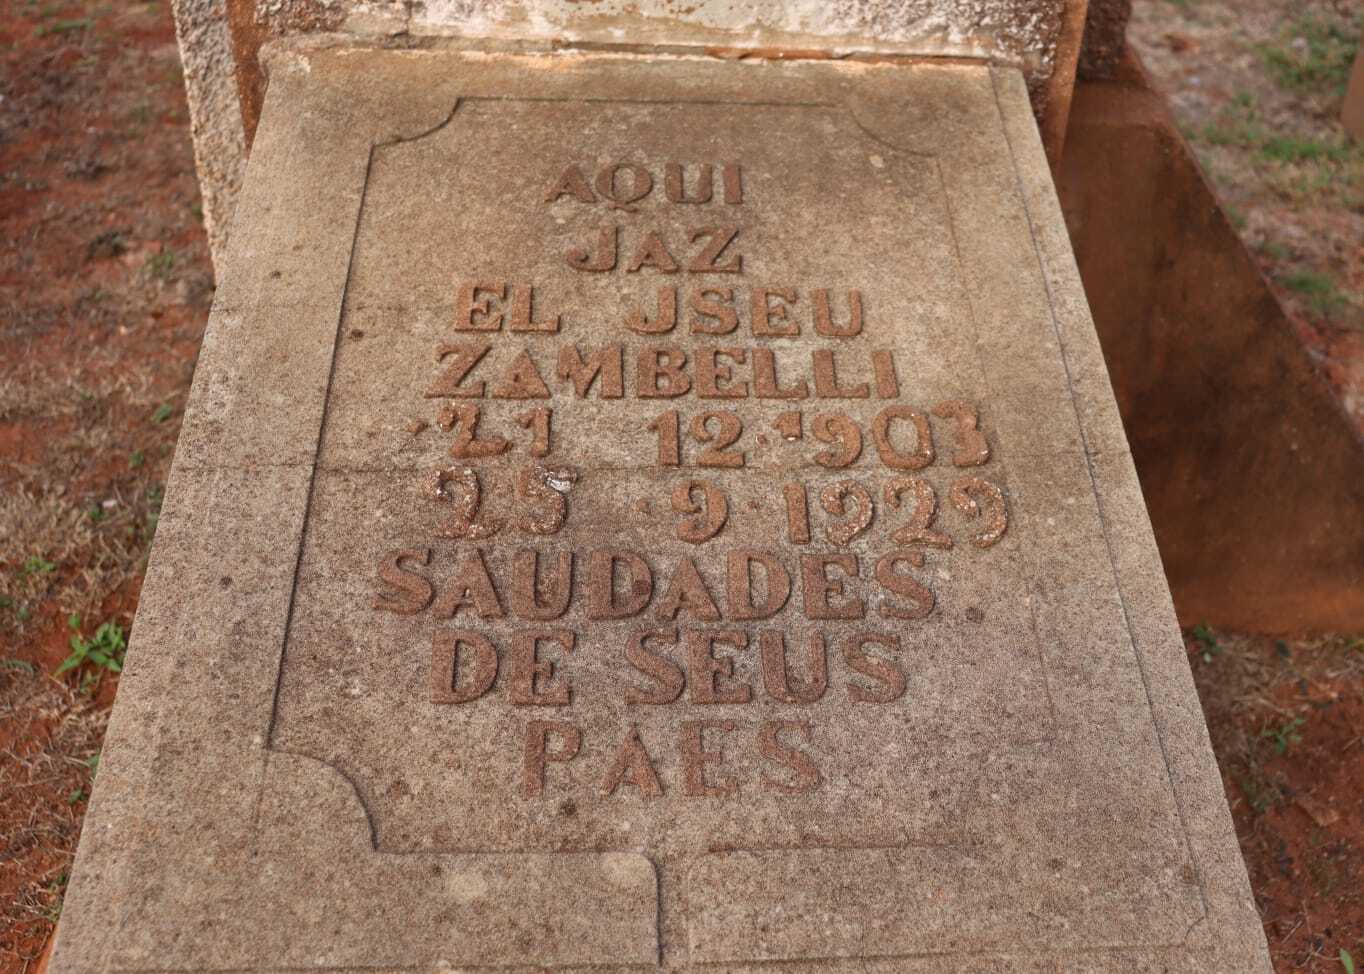 AQUI
JAZ
EL JSEU
ZAMBELLI
·21 12·1903
25 ·9·1929
SAUDADES
DE SEUS
PAES